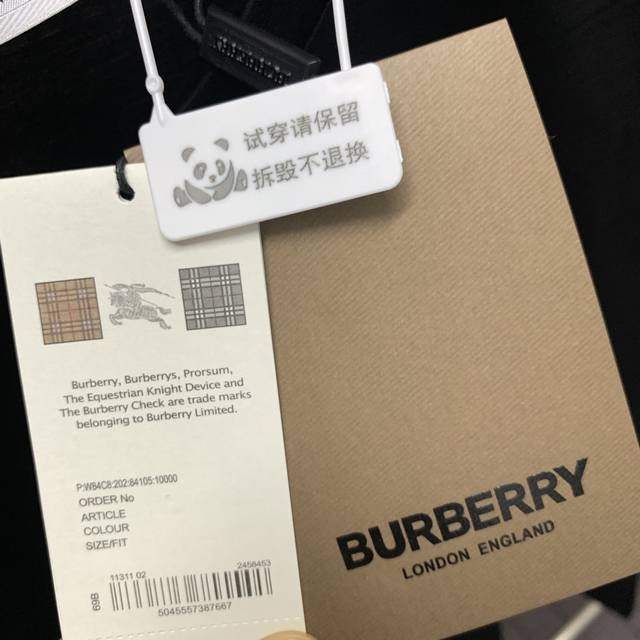 试穿请保留
拆毁不退换
Burberry, Burberrys, Prorsum,
The Equestrian Knight Device and
The Burberry Check are trade marks
belonging to Burberry Limited.
P:W84C8:202:84105:10000
ORDER No
ARTICLE
COLOUR
SIZE/FIT
11311 02
2458453
69B
5045557387667
BURBERRY
LONDON ENGLAND